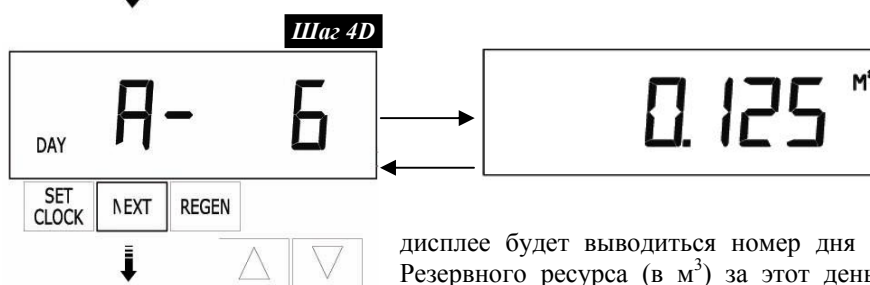 Шаг 4D
DAY A- 6
0.125 М³
SET CLOCK NEXT REGEN
дисплее будет выводиться номер дня
Резервного ресурса (в м³) за этот день